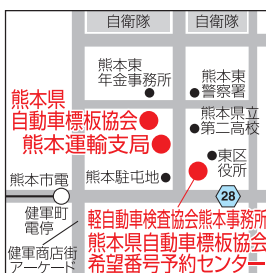 自衛隊
自衛隊
熊本東
年金事務所
熊本東
警察署
熊本県
自動車標板協会
熊本運輸支局
熊本県立
第二高校
東区
役所
熊本市電
熊本駐屯地
28
健軍町
電停
軽自動車検査協会熊本事務所
健軍商店街
アーケード
熊本県自動車標板協会
希望番号予約センター